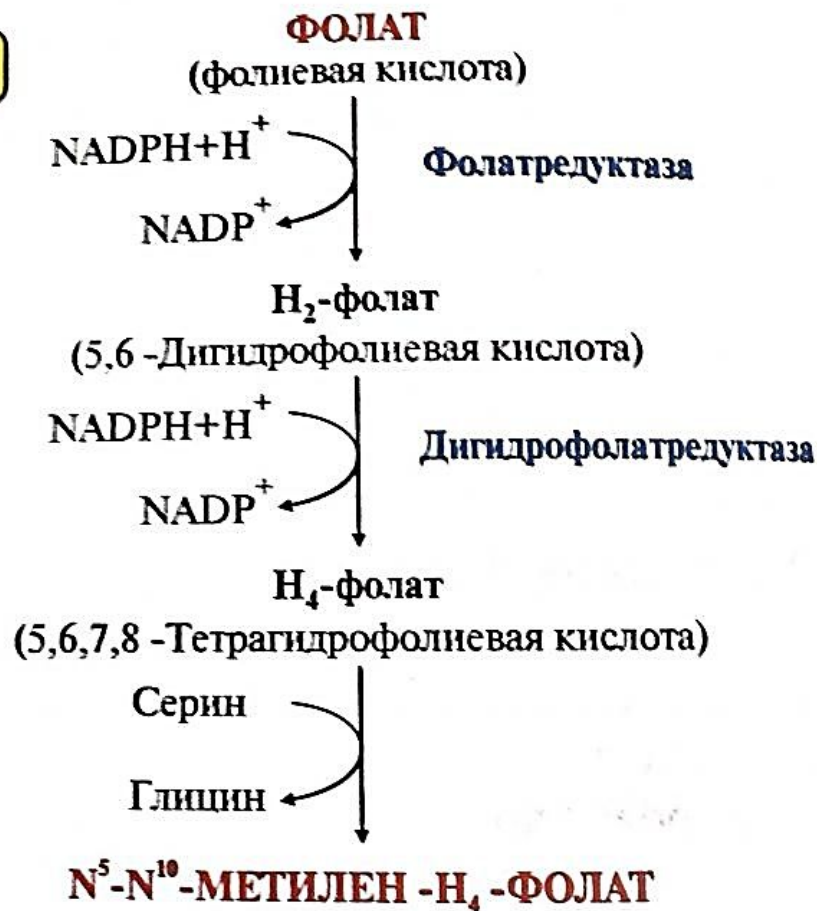 ФОЛАТ
(фолиевая кислота)
NADPH+H⁺
Фолатредуктаза
NADP⁺
H₂-фолат
(5,6 -Дигидрофолиевая кислота)
NADPH+H⁺
Дигидрофолатредуктаза
NADP⁺
H₄-фолат
(5,6,7,8 -Тетрагидрофолиевая кислота)
Серин
Глицин
N⁵-N¹⁰-МЕТИЛЕН -H₄ -ФОЛАТ